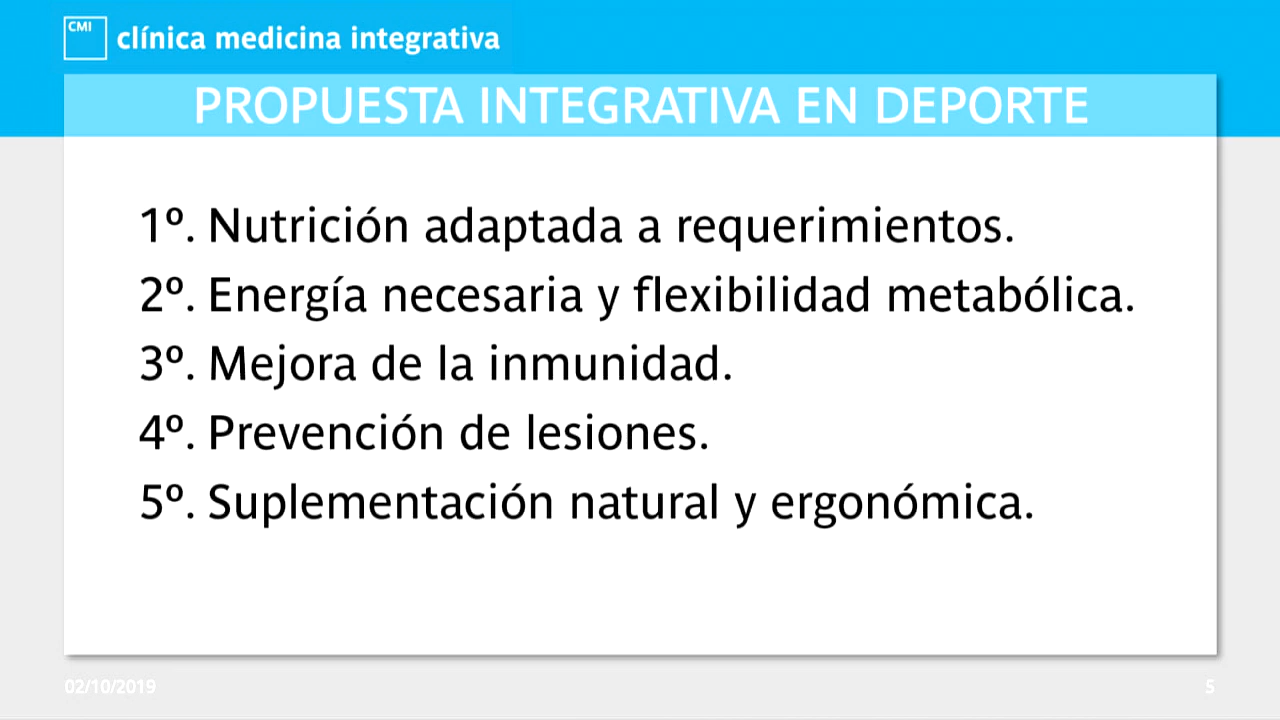 CMI
clínica medicina integrativa
PROPUESTA INTEGRATIVA EN DEPORTE
1º. Nutrición adaptada a requerimientos.
2º. Energía necesaria y flexibilidad metabólica.
3º. Mejora de la inmunidad.
4º. Prevención de lesiones.
5º. Suplementación natural y ergonómica.
02/10/2019
5